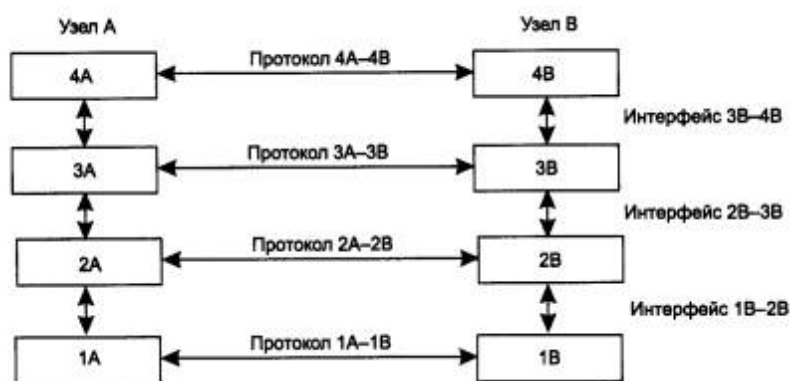 Узел А
Узел В
4А
Протокол 4А–4В
4В
Интерфейс 3В–4В
3А
Протокол 3А–3В
3В
Интерфейс 2В–3В
2А
Протокол 2А–2В
2В
Интерфейс 1В–2В
1А
Протокол 1А–1В
1В